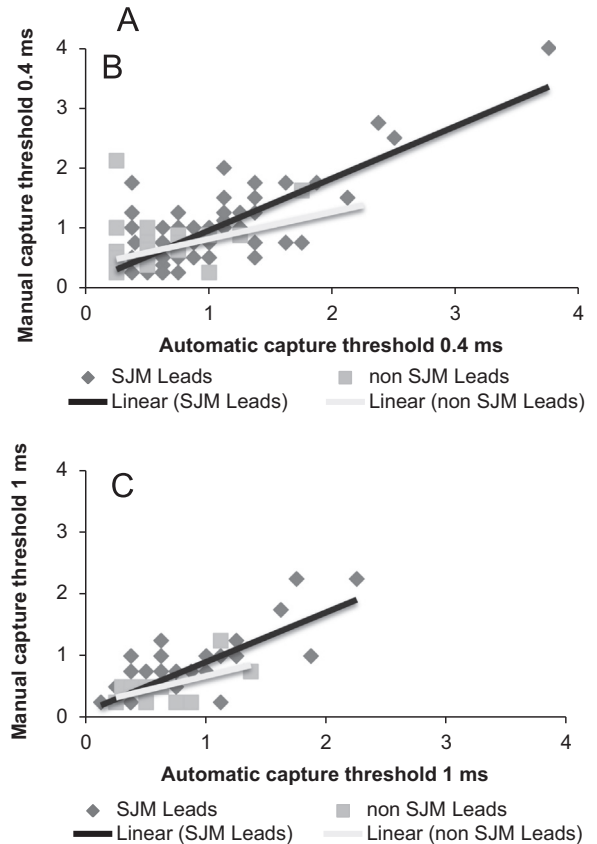 A
B
Manual capture threshold 0.4 ms
4
3
2
1
0
0 1 2 3 4
Automatic capture threshold 0.4 ms
SJM Leads non SJM Leads
Linear (SJM Leads) Linear (non SJM Leads)
C
Manual capture threshold 1 ms
4
3
2
1
0
0 1 2 3 4
Automatic capture threshold 1 ms
SJM Leads non SJM Leads
Linear (SJM Leads) Linear (non SJM Leads)